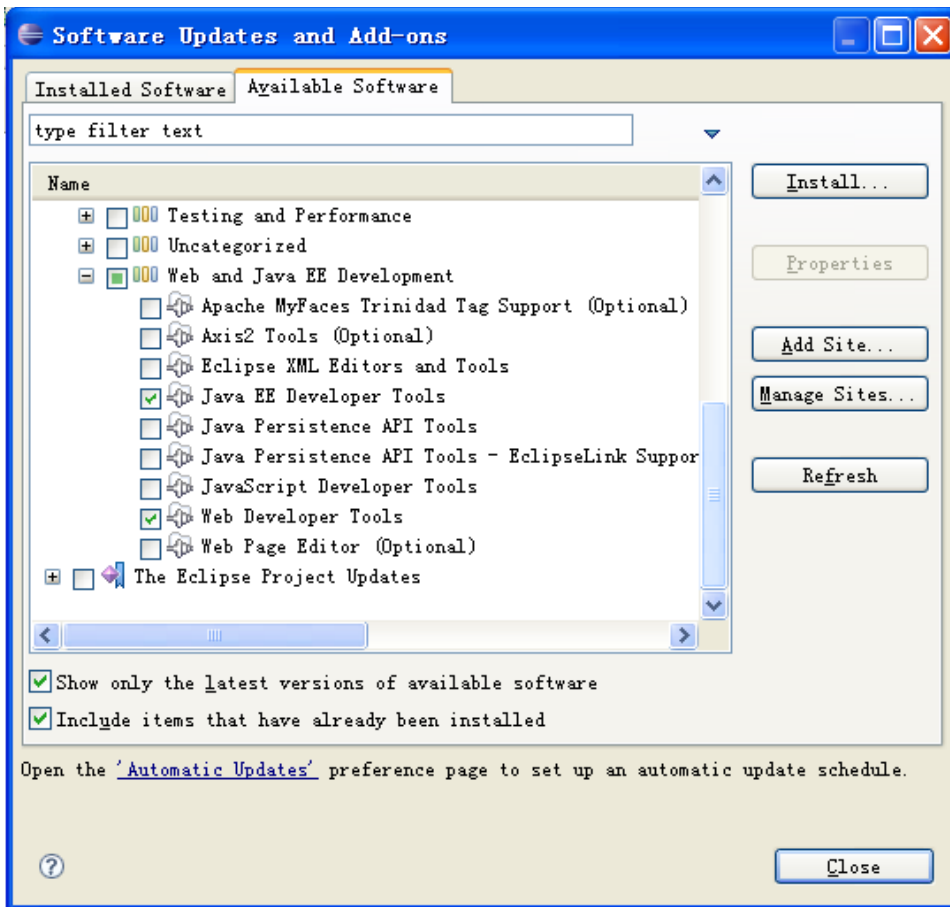 Software Updates and Add-ons
Installed Software
Available Software
type filter text
Name
Install...
Testing and Performance
Uncategorized
Properties
Web and Java EE Development
Apache MyFaces Trinidad Tag Support (Optional)
Axis2 Tools (Optional)
Add Site...
Eclipse XML Editors and Tools
Java EE Developer Tools
Manage Sites...
Java Persistence API Tools
Java Persistence API Tools - EclipseLink Suppor
JavaScript Developer Tools
Refresh
Web Developer Tools
Web Page Editor (Optional)
The Eclipse Project Updates
Show only the latest versions of available software
Include items that have already been installed
Open the 'Automatic Updates' preference page to set up an automatic update schedule.
?
Close